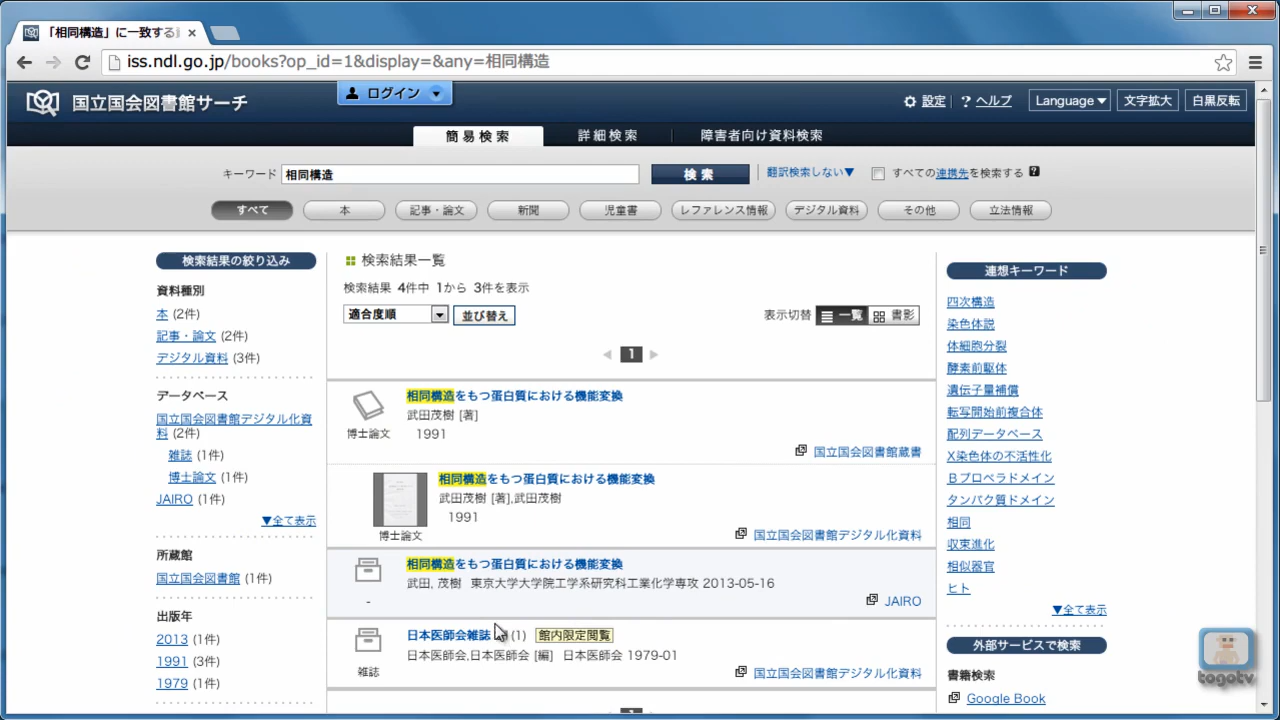 「相同構造」に一致する
iss.ndl.go.jp/books?op_id=1&display=&any=相同構造
国立国会図書館サーチ
ログイン
設定
? ヘルプ
Language▼
文字拡大
白黒反転
簡易検索
詳細検索
障害者向け資料検索
キーワード
相同構造
検索
翻訳検索しない▼
すべての連携先を検索する ?
すべて
本
記事・論文
新聞
児童書
レファレンス情報
デジタル資料
その他
立法情報
検索結果の絞り込み
資料種別
本 (2件)
記事・論文 (2件)
デジタル資料 (3件)
データベース
国立国会図書館デジタル化資
料 (2件)
雑誌 (1件)
博士論文 (1件)
JAIRO (1件)
▼全て表示
所蔵館
国立国会図書館 (1件)
出版年
2013 (1件)
1991 (3件)
1979 (1件)
検索結果一覧
検索結果 4件中 1から 3件を表示
適合度順
並び替え
表示切替
一覧
書影
1
相同構造をもつ蛋白質における機能変換
武田茂樹 [著]
博士論文
1991
国立国会図書館蔵書
相同構造をもつ蛋白質における機能変換
武田茂樹 [著],武田茂樹
1991
博士論文
国立国会図書館デジタル化資料
相同構造をもつ蛋白質における機能変換
武田, 茂樹 東京大学大学院工学系研究科工業化学専攻 2013-05-16
-
JAIRO
日本医師会雑誌 (1) 館内限定閲覧
日本医師会,日本医師会 [編] 日本医師会 1979-01
雑誌
国立国会図書館デジタル化資料
連想キーワード
四次構造
染色体説
体細胞分裂
酵素前駆体
遺伝子量補償
転写開始前複合体
配列データベース
X染色体の不活性化
Bプロペラドメイン
タンパク質ドメイン
相同
収束進化
相似器官
ヒト
▼全て表示
外部サービスで検索
書籍検索
Google Book
togotv